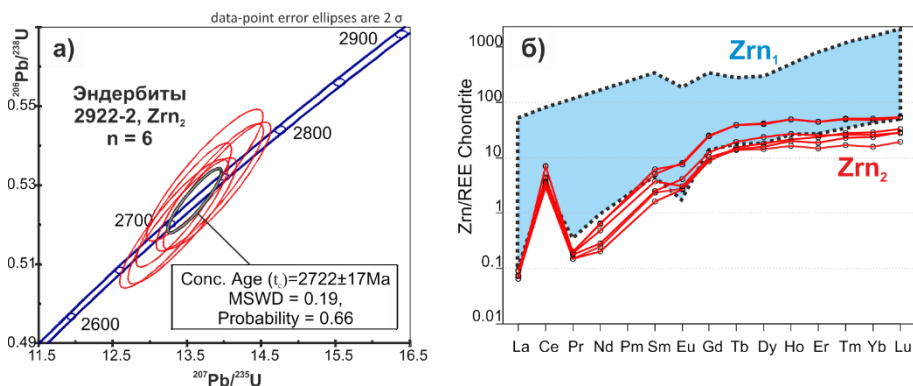 data-point error ellipses are 2 σ
а)
²⁰⁶Pb/²³⁸U
Эндербиты
2922-2, Zrn₂
n = 6
2900
2800
2700
2600
0.55
0.53
0.51
0.49
Conc. Age (tc)=2722±17Ma
MSWD = 0.19,
Probability = 0.66
11.5 12.5 13.5 14.5 15.5 16.5
²⁰⁷Pb/²³⁵U
б)
Zrn/REE Chondrite
1000
100
10
1
0.1
0.01
Zrn₁
Zrn₂
La Ce Pr Nd Pm Sm Eu Gd Tb Dy Ho Er Tm Yb Lu